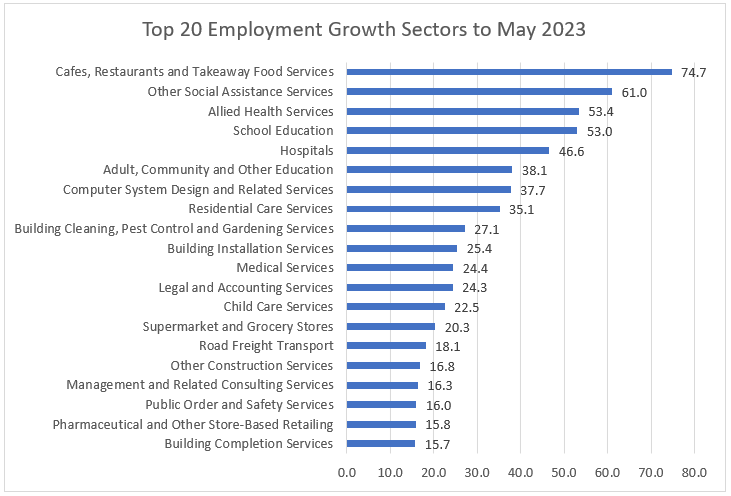 Top 20 Employment Growth Sectors to May 2023
Cafes, Restaurants and Takeaway Food Services 74.7
Other Social Assistance Services 61.0
Allied Health Services 53.4
School Education 53.0
Hospitals 46.6
Adult, Community and Other Education 38.1
Computer System Design and Related Services 37.7
Residential Care Services 35.1
Building Cleaning, Pest Control and Gardening Services 27.1
Building Installation Services 25.4
Medical Services 24.4
Legal and Accounting Services 24.3
Child Care Services 22.5
Supermarket and Grocery Stores 20.3
Road Freight Transport 18.1
Other Construction Services 16.8
Management and Related Consulting Services 16.3
Public Order and Safety Services 16.0
Pharmaceutical and Other Store-Based Retailing 15.8
Building Completion Services 15.7
0.0 10.0 20.0 30.0 40.0 50.0 60.0 70.0 80.0